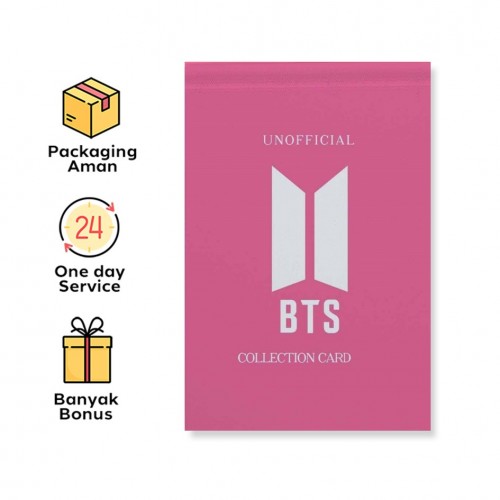 Packaging
Aman
24
One day
Service
Banyak
Bonus
UNOFFICIAL
BTS
COLLECTION CARD